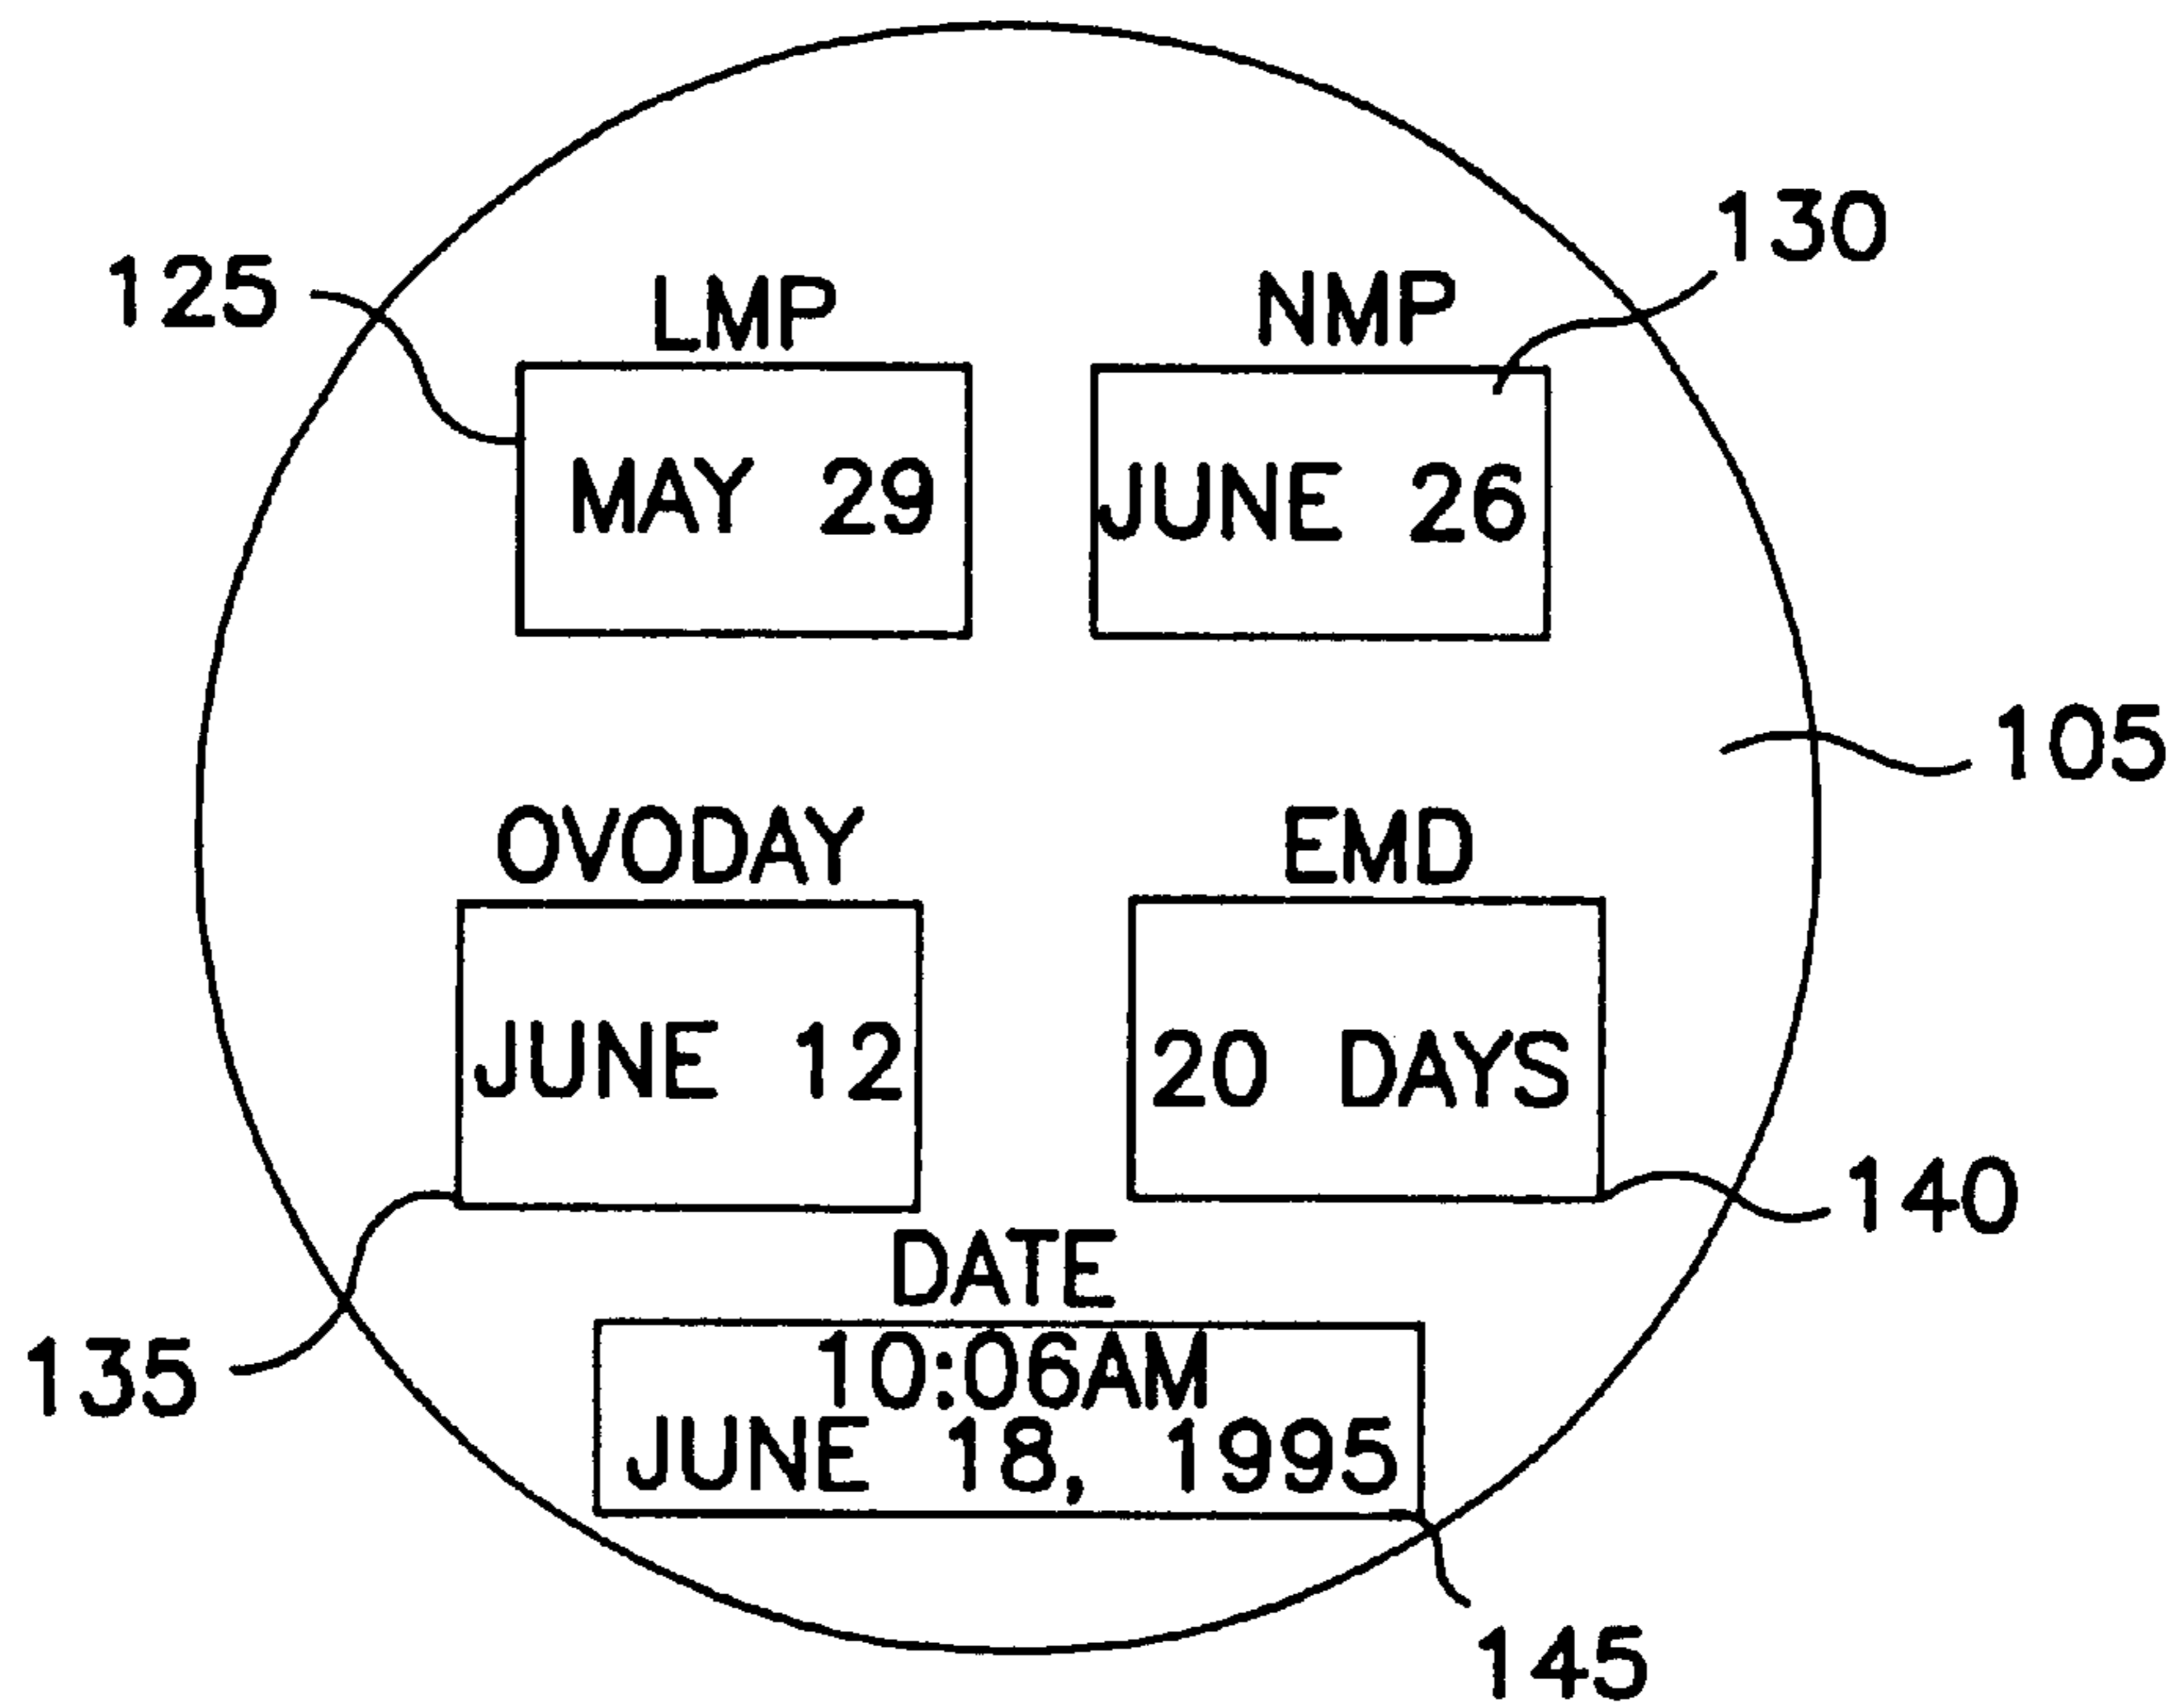 130
125
LMP
NMP
MAY 29
JUNE 26
105
OVODAY
EMD
JUNE 12
20 DAYS
140
DATE
135
10:06AM
JUNE 18, 1995
145